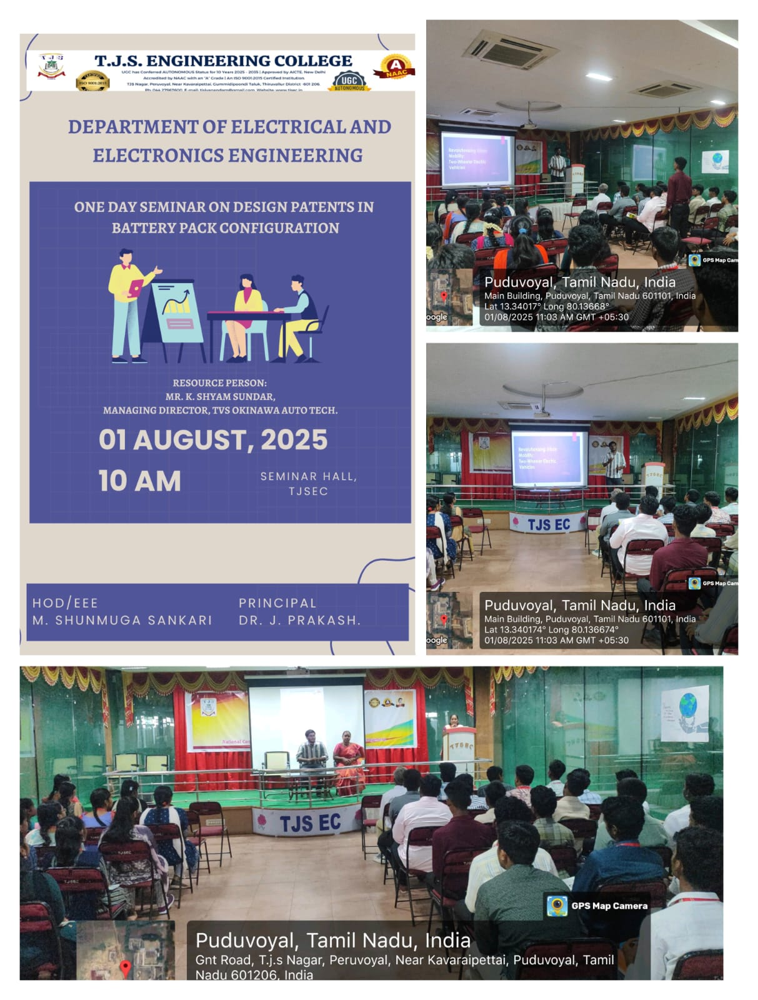 T.J.S. ENGINEERING COLLEGE
UGC has Conferred AUTONOMOUS Status for 10 Years 2025 - 2035 | Approved by AICTE, New Delhi
Accredited by NAAC with an "A" Grade | An ISO 9001:2015 Certified Institution.
TJS Nagar, Peruvoyal, Near Kavaraipettai, Gummidipoondi Taluk, Thiruvallur District -601 206.
ISO 9001:2015
UGC
AUTONOMOUS
A
NAAC
DEPARTMENT OF ELECTRICAL AND
ELECTRONICS ENGINEERING
ONE DAY SEMINAR ON DESIGN PATENTS IN
BATTERY PACK CONFIGURATION
RESOURCE PERSON:
MR. K. SHYAM SUNDAR,
MANAGING DIRECTOR, TVS OKINAWA AUTO TECH.
01 AUGUST, 2025
10 AM
SEMINAR HALL,
TJSEC
HOD/EEE
M. SHUNMUGA SANKARI
PRINCIPAL
DR. J. PRAKASH.
Revolutionizing Urban
Mobility:
Two-Wheeler Electric
Vehicles
TJSEC
GPS Map Cam
Puduvoyal, Tamil Nadu, India
Main Building, Puduvoyal, Tamil Nadu 601101, India
Lat 13.34017° Long 80.13668°
01/08/2025 11:03 AM GMT +05:30
oogle
Revolutionizing Urban
Mobility:
Two-Wheeler Electric
Vehicles
TJSEC
TJS EC
GPS Map Cam
Puduvoyal, Tamil Nadu, India
Main Building, Puduvoyal, Tamil Nadu 601101, India
Lat 13.340174° Long 80.136674°
01/08/2025 11:03 AM GMT +05:30
oogle
National
TJSEC
TJS EC
TJSEC
GPS Map Camera
Puduvoyal, Tamil Nadu, India
Gnt Road, T.j.s Nagar, Peruvoyal, Near Kavaraipettai, Puduvoyal, Tamil
Nadu 601206, India